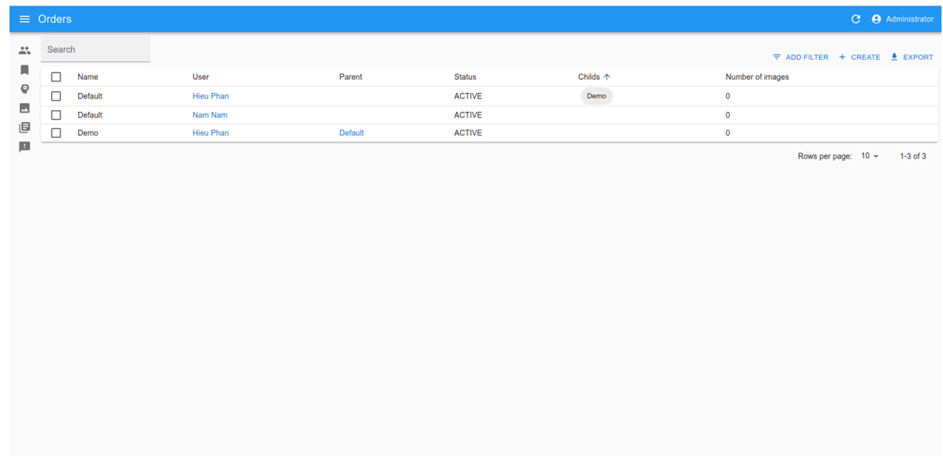 Orders Administrator
Search
ADD FILTER CREATE EXPORT
Name User Parent Status Childs Number of images
Default Hieu Phan ACTIVE Demo 0
Default Nam Nam ACTIVE 0
Demo Hieu Phan Default ACTIVE 0
Rows per page: 10 1-3 of 3